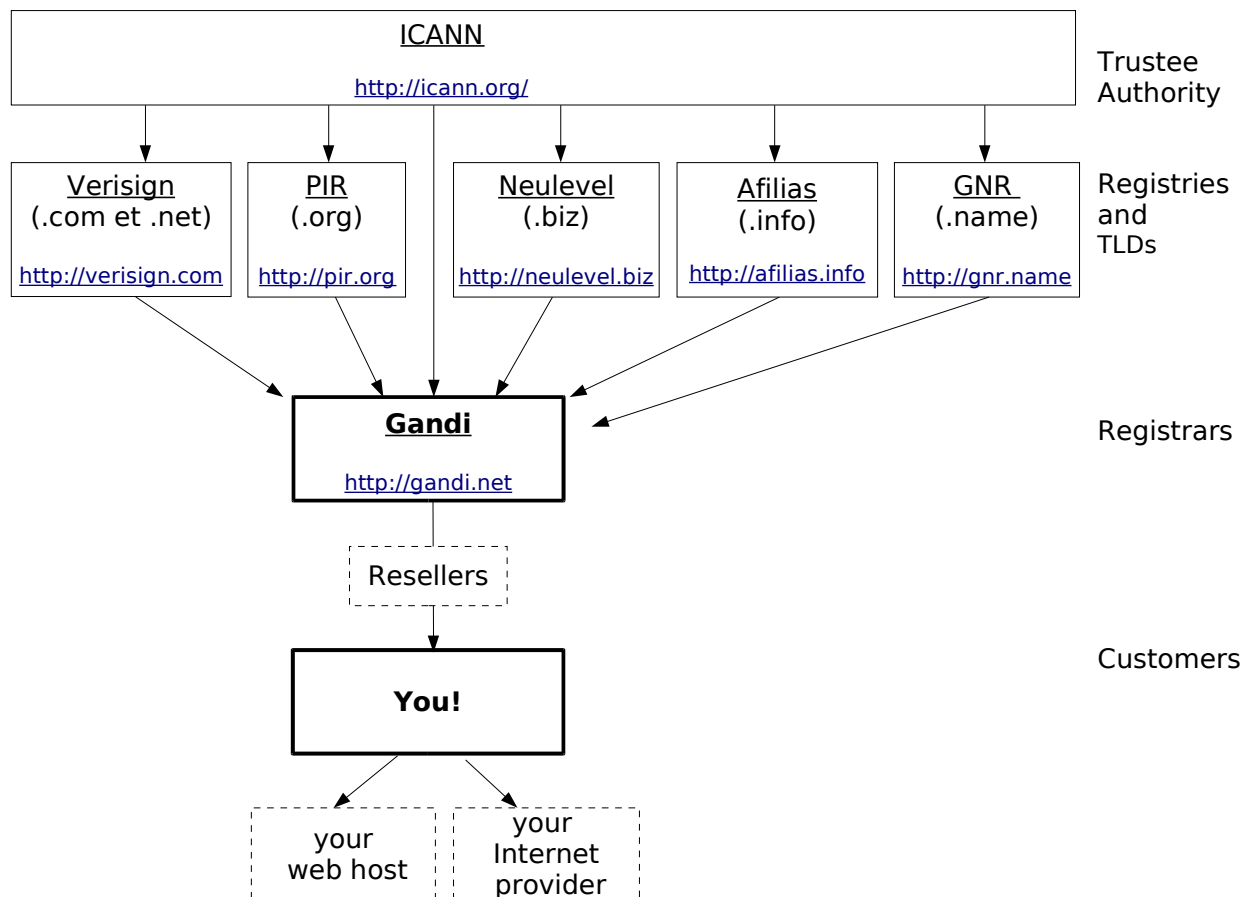 ICANN
http://icann.org/
Trustee
Authority
Verisign
(.com et .net)
http://verisign.com
PIR
(.org)
http://pir.org
Neulevel
(.biz)
http://neulevel.biz
Afilias
(.info)
http://afilias.info
GNR
(.name)
http://gnr.name
Registries
and
TLDs
Gandi
http://gandi.net
Registrars
Resellers
You!
Customers
your
web host
your
Internet
provider